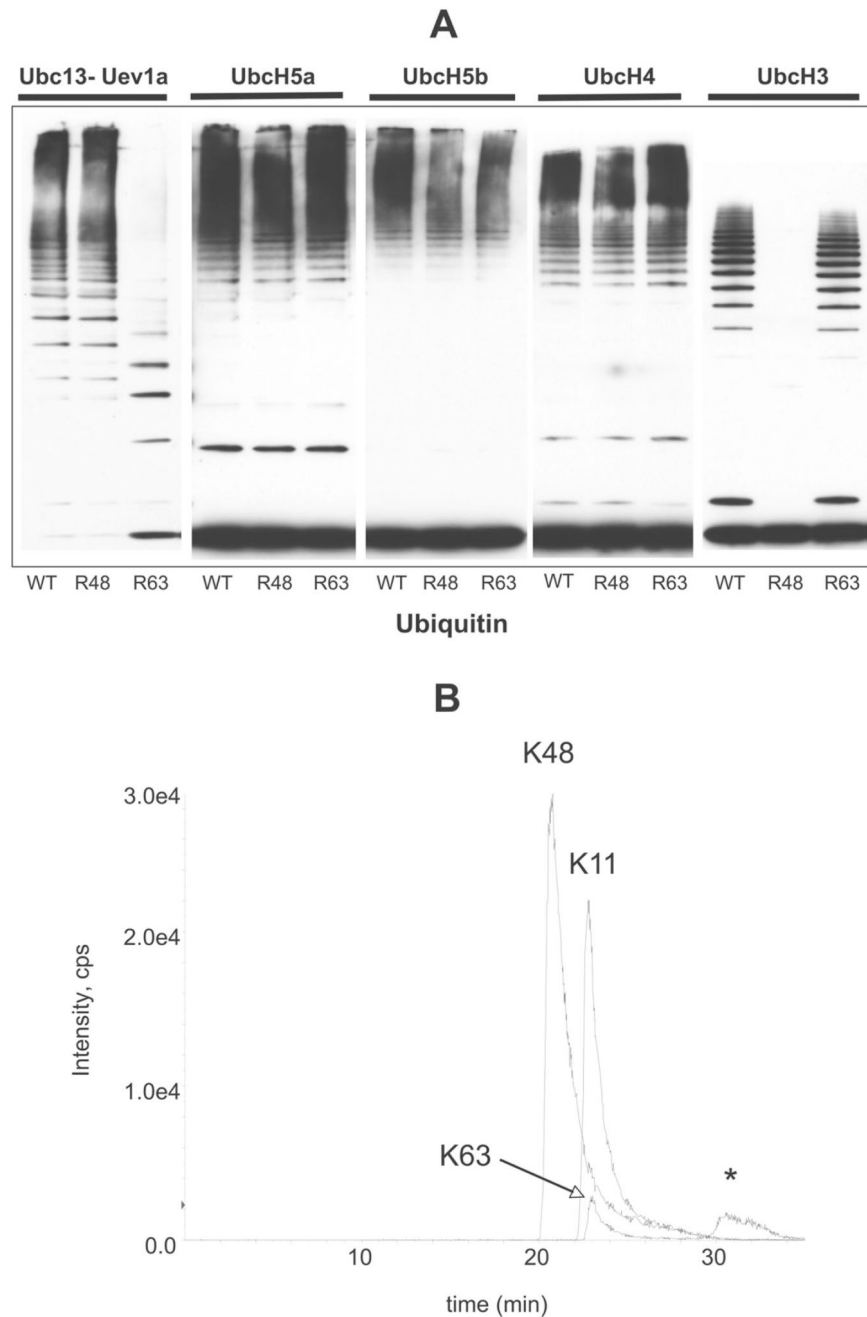 A
Ubc13- Uev1a UbcH5a UbcH5b UbcH4 UbcH3
WT R48 R63 WT R48 R63 WT R48 R63 WT R48 R63 WT R48 R63
Ubiquitin
B
K48
K11
K63
*
3.0e4
2.0e4
1.0e4
0.0
Intensity, cps
10 20 30
time (min)